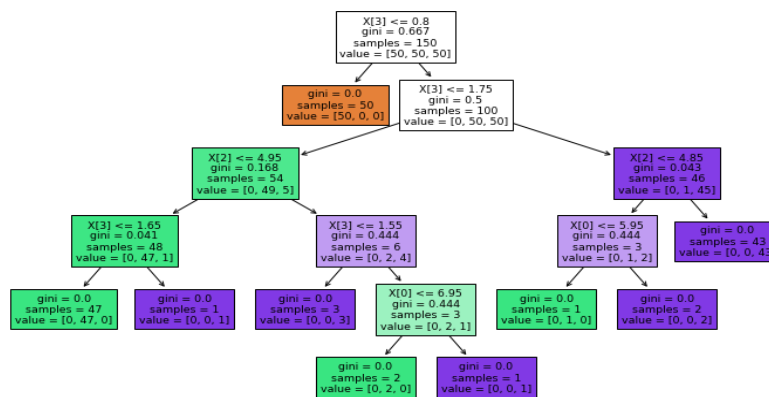 X[3] <= 0.8
gini = 0.667
samples = 150
value = [50, 50, 50]
gini = 0.0
samples = 50
value = [50, 0, 0]
X[3] <= 1.75
gini = 0.5
samples = 100
value = [0, 50, 50]
X[2] <= 4.95
gini = 0.168
samples = 54
value = [0, 49, 5]
X[2] <= 4.85
gini = 0.043
samples = 46
value = [0, 1, 45]
X[3] <= 1.65
gini = 0.041
samples = 48
value = [0, 47, 1]
X[3] <= 1.55
gini = 0.444
samples = 6
value = [0, 2, 4]
X[0] <= 5.95
gini = 0.444
samples = 3
value = [0, 1, 2]
gini = 0.0
samples = 43
value = [0, 0, 43]
gini = 0.0
samples = 47
value = [0, 47, 0]
gini = 0.0
samples = 1
value = [0, 0, 1]
gini = 0.0
samples = 3
value = [0, 0, 3]
X[0] <= 6.95
gini = 0.444
samples = 3
value = [0, 2, 1]
gini = 0.0
samples = 1
value = [0, 1, 0]
gini = 0.0
samples = 2
value = [0, 0, 2]
gini = 0.0
samples = 2
value = [0, 2, 0]
gini = 0.0
samples = 1
value = [0, 0, 1]